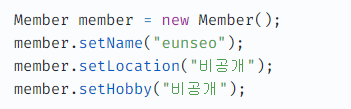 Member member = new Member();
member.setName("eunseo");
member.setLocation("비공개");
member.setHobby("비공개");